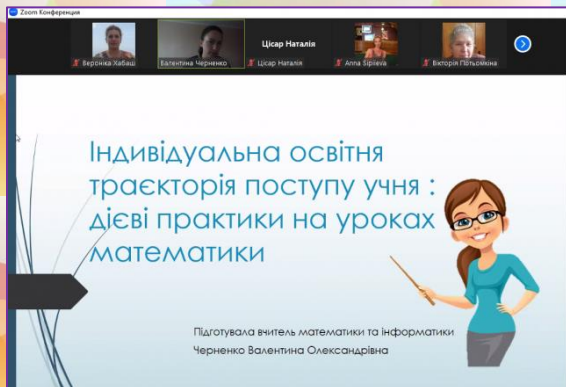 Zoom Конференция
Цісар Наталія
Вероніка Хабаш
Валентина Черненко
Цісар Наталія
Anna Sipileva
Вікторія Потьомкіна
Індивідуальна освітня
траєкторія поступу учня :
дієві практики на уроках
математики
Підготувала вчитель математики та інформатики
Черненко Валентина Олександрівна